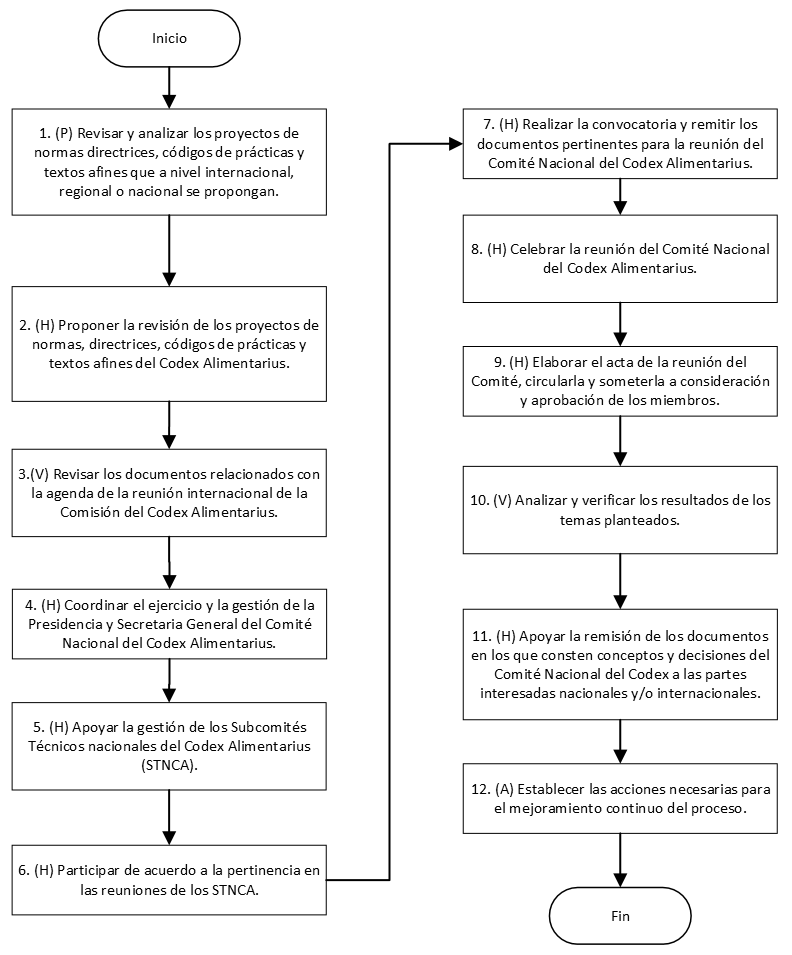 Inicio
1. (P) Revisar y analizar los proyectos de
normas directrices, códigos de prácticas y
textos afines que a nivel internacional,
regional o nacional se propongan.
2. (H) Proponer la revisión de los proyectos de
normas, directrices, códigos de prácticas y
textos afines del Codex Alimentarius.
3.(V) Revisar los documentos relacionados con
la agenda de la reunión internacional de la
Comisión del Codex Alimentarius.
4. (H) Coordinar el ejercicio y la gestión de la
Presidencia y Secretaria General del Comité
Nacional del Codex Alimentarius.
5. (H) Apoyar la gestión de los Subcomités
Técnicos nacionales del Codex Alimentarius
(STNCA).
6. (H) Participar de acuerdo a la pertinencia en
las reuniones de los STNCA.
7. (H) Realizar la convocatoria y remitir los
documentos pertinentes para la reunión del
Comité Nacional del Codex Alimentarius.
8. (H) Celebrar la reunión del Comité Nacional
del Codex Alimentarius.
9. (H) Elaborar el acta de la reunión del
Comité, circularla y someterla a consideración
y aprobación de los miembros.
10. (V) Analizar y verificar los resultados de los
temas planteados.
11. (H) Apoyar la remisión de los documentos
en los que consten conceptos y decisiones del
Comité Nacional del Codex a las partes
interesadas nacionales y/o internacionales.
12. (A) Establecer las acciones necesarias para
el mejoramiento continuo del proceso.
Fin